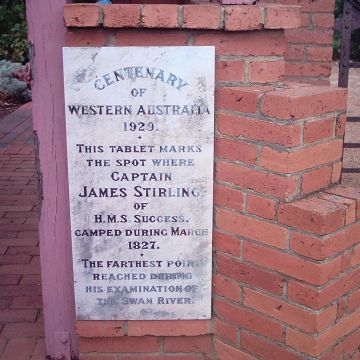 CENTENARY
OF
WESTERN AUSTRALIA
1929.
THIS TABLET MARKS
THE SPOT WHERE
CAPTAIN
JAMES STIRLING
OF
H.M.S. SUCCESS.
CAMPED DURING MARCH
1827.
THE FARTHEST POINT
REACHED DURING
HIS EXAMINATION
OF THE SWAN RIVER.